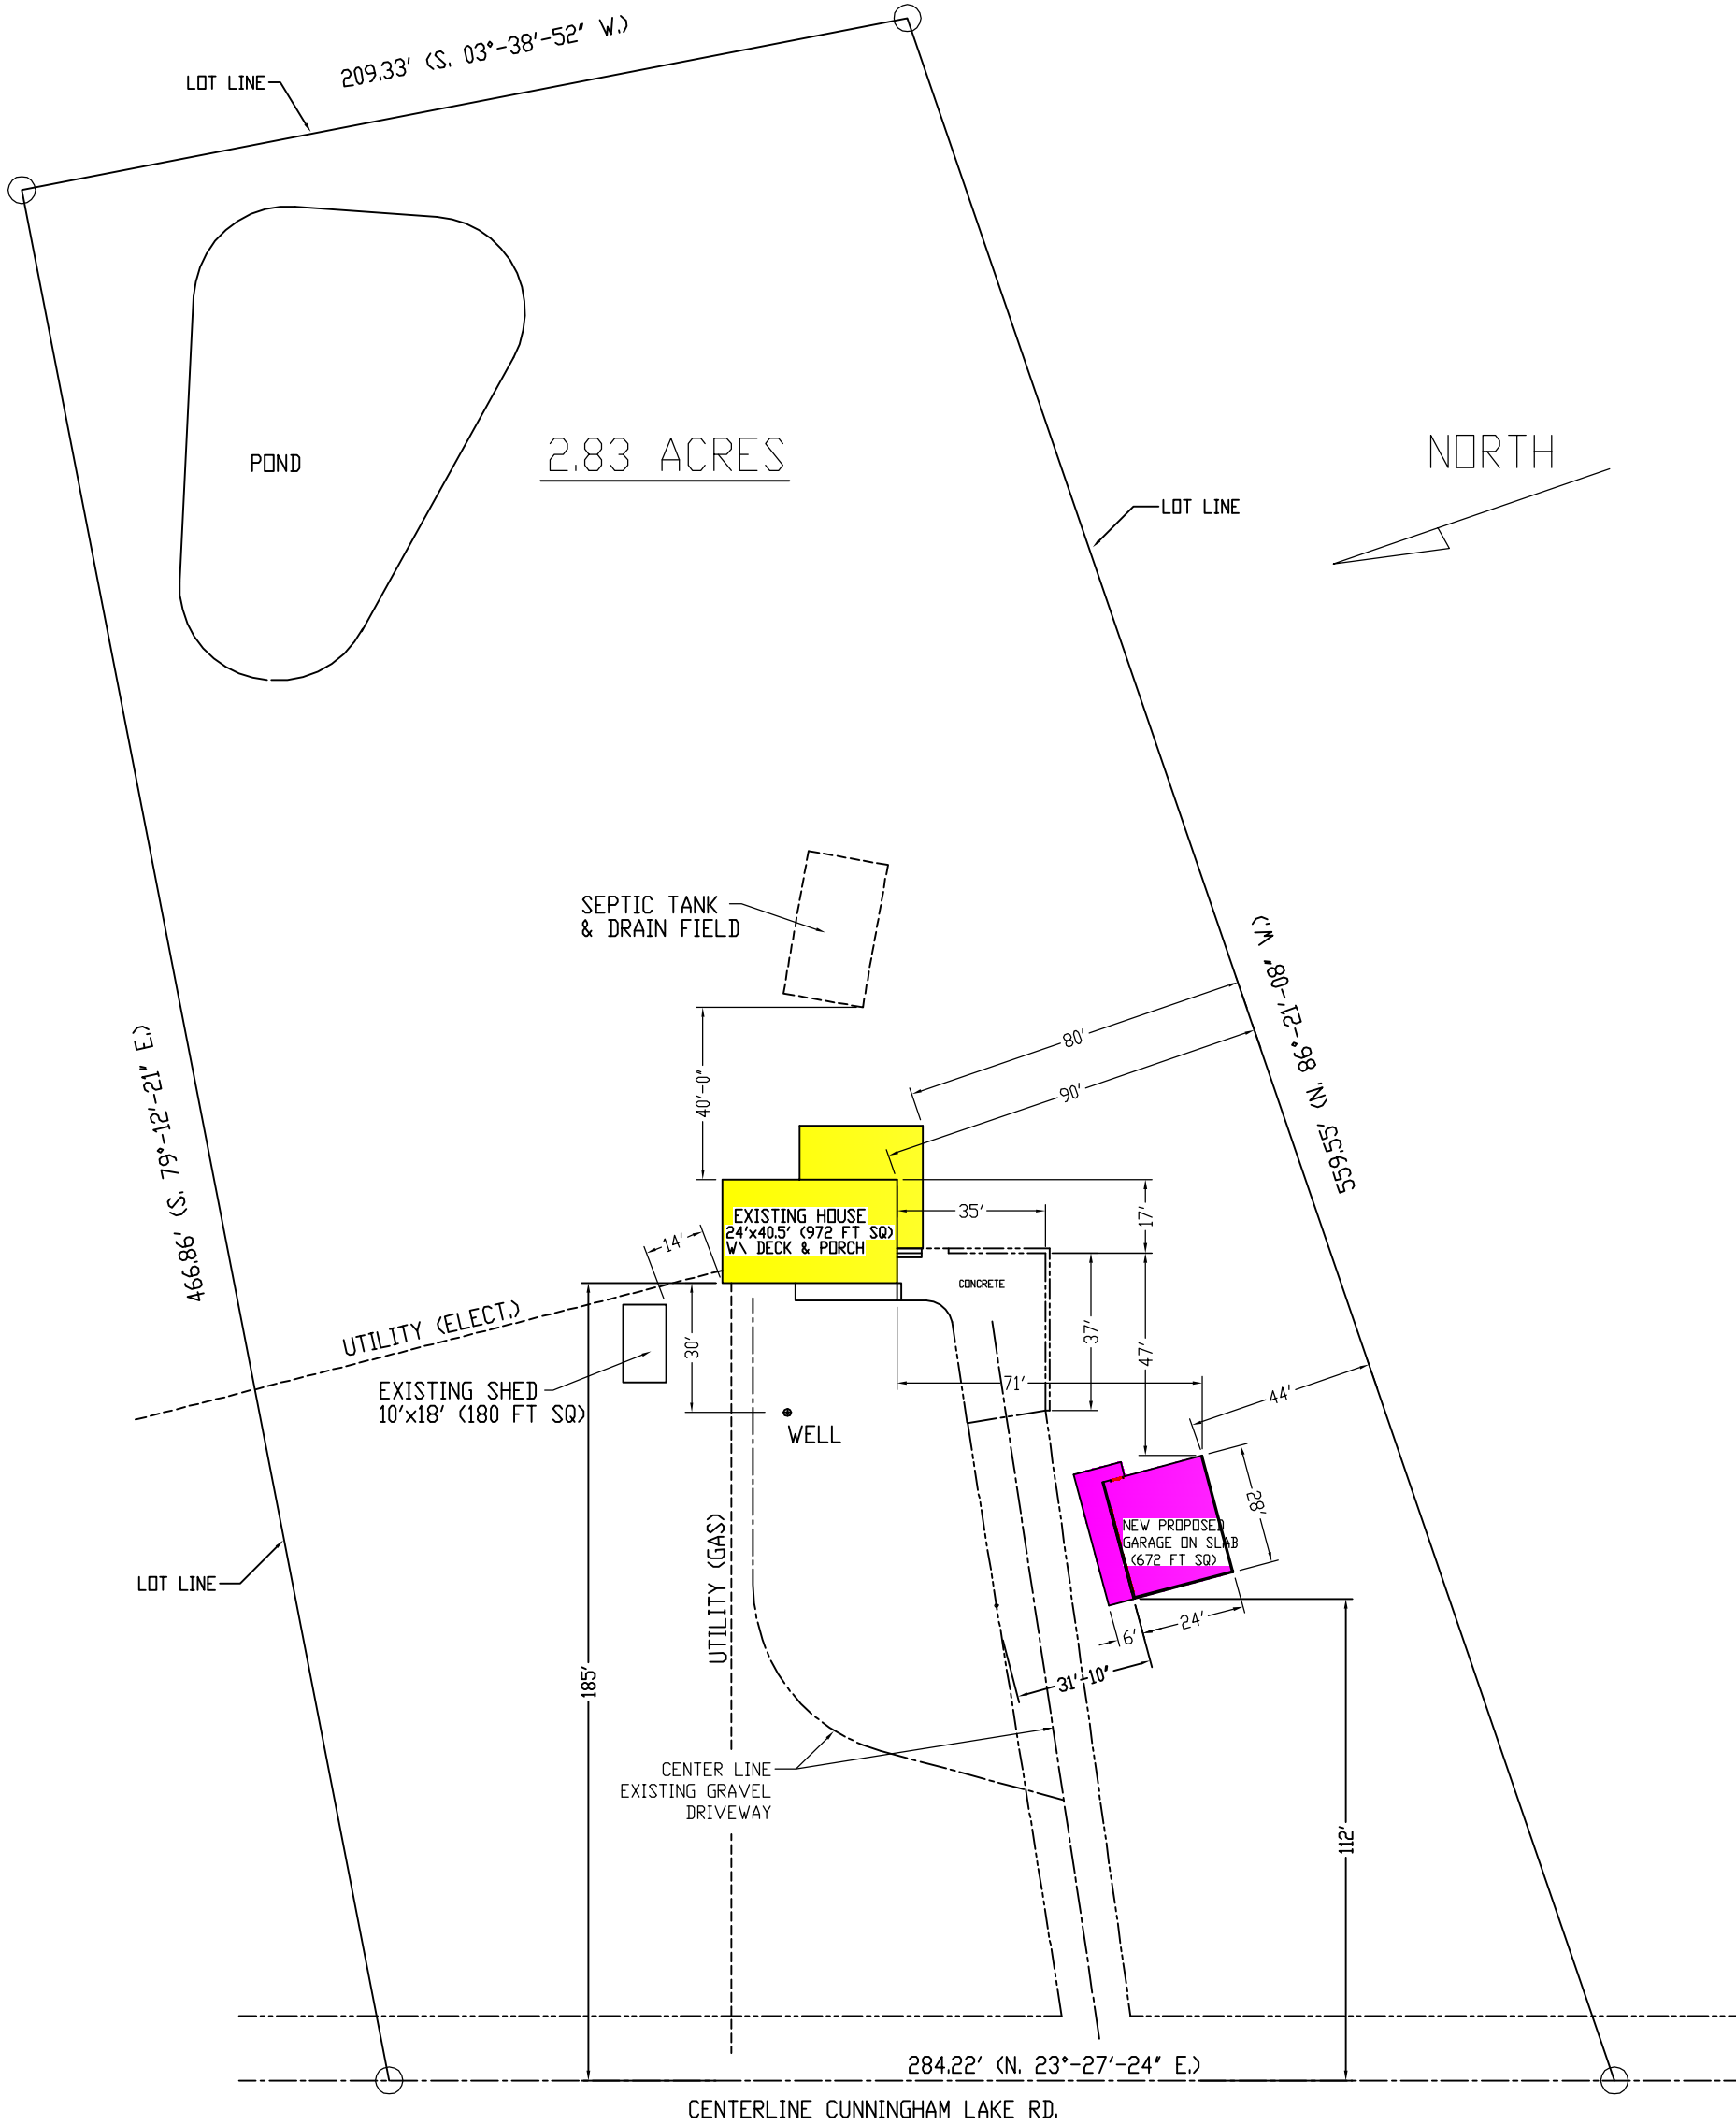 209.33' (S. 03°-38'-52" W.)
LOT LINE
POND
2.83 ACRES
NORTH
LOT LINE
SEPTIC TANK
& DRAIN FIELD
559.55' (N. 86°-21'-08" W.)
466.86' (S. 79°-12'-21" E.)
80'
90'
40'-0"
EXISTING HOUSE
24'x40.5' (972 FT SQ)
W\ DECK & PORCH
35'
17'
14'
CONCRETE
UTILITY (ELECT.)
30'
37'
47'
71'
44'
EXISTING SHED
10'x18' (180 FT SQ)
WELL
28'
NEW PROPOSED
GARAGE ON SLAB
(672 FT SQ)
LOT LINE
UTILITY (GAS)
6'
24'
31'-10"
185'
CENTER LINE
EXISTING GRAVEL
DRIVEWAY
112'
284.22' (N. 23°-27'-24" E.)
CENTERLINE CUNNINGHAM LAKE RD.